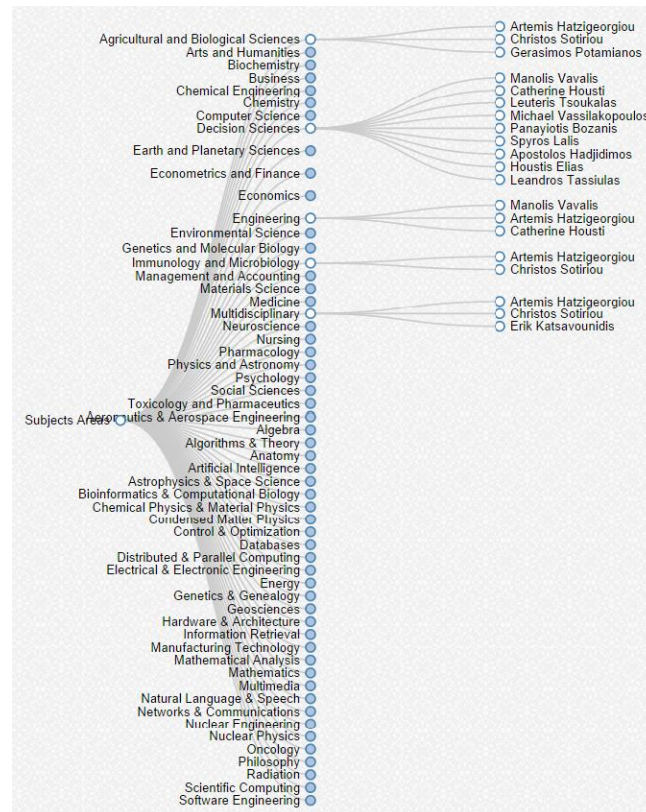 Subjects Areas
Agricultural and Biological Sciences
Artemis Hatzigeorgiou
Christos Sotiriou
Gerasimos Potamianos
Arts and Humanities
Biochemistry
Business
Chemical Engineering
Chemistry
Computer Science
Decision Sciences
Manolis Vavalis
Catherine Housti
Leuteris Tsoukalas
Michael Vassilakopoulos
Panayiotis Bozanis
Spyros Lalis
Apostolos Hadjidimos
Houstis Elias
Leandros Tassiulas
Earth and Planetary Sciences
Econometrics and Finance
Economics
Engineering
Manolis Vavalis
Artemis Hatzigeorgiou
Catherine Housti
Environmental Science
Genetics and Molecular Biology
Immunology and Microbiology
Artemis Hatzigeorgiou
Christos Sotiriou
Management and Accounting
Materials Science
Medicine
Multidisciplinary
Artemis Hatzigeorgiou
Christos Sotiriou
Erik Katsavounidis
Neuroscience
Nursing
Pharmacology
Physics and Astronomy
Psychology
Social Sciences
Toxicology and Pharmaceutics
Aeronautics & Aerospace Engineering
Algebra
Algorithms & Theory
Anatomy
Artificial Intelligence
Astrophysics & Space Science
Bioinformatics & Computational Biology
Chemical Physics & Material Physics
Condensed Matter Physics
Control & Optimization
Databases
Distributed & Parallel Computing
Electrical & Electronic Engineering
Energy
Genetics & Genealogy
Geosciences
Hardware & Architecture
Information Retrieval
Manufacturing Technology
Mathematical Analysis
Mathematics
Multimedia
Natural Language & Speech
Networks & Communications
Nuclear Engineering
Nuclear Physics
Oncology
Philosophy
Radiation
Scientific Computing
Software Engineering